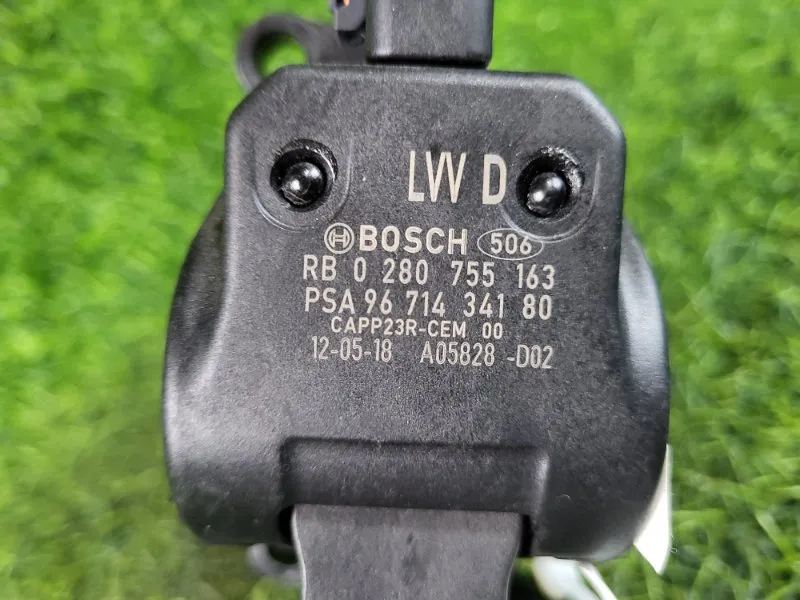 LW D
BOSCH 506
RB 0 280 755 163
PSA 96 714 341 80
CAPP23R-CEM 00
12-05-18 A05828 -D02